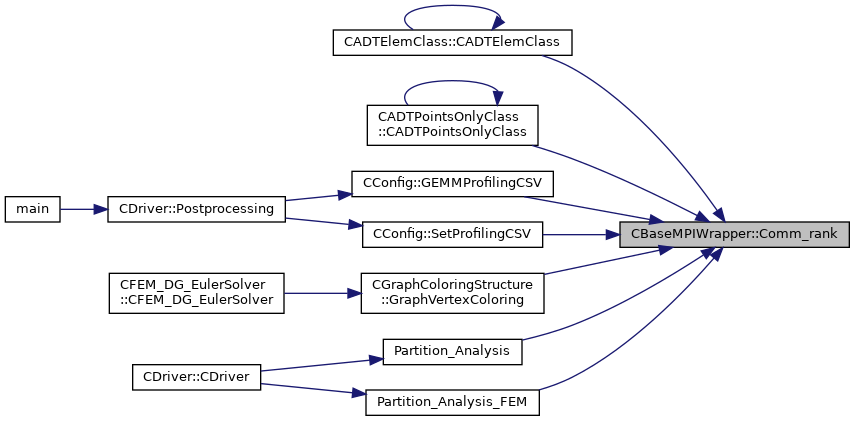 CADTElemClass::CADTElemClass
CADTPointsOnlyClass
::CADTPointsOnlyClass
CConfig::GEMMProfilingCSV
main
CDriver::Postprocessing
CConfig::SetProfilingCSV
CBaseMPIWrapper::Comm_rank
CFEM_DG_EulerSolver
::CFEM_DG_EulerSolver
CGraphColoringStructure
::GraphVertexColoring
Partition_Analysis
CDriver::CDriver
Partition_Analysis_FEM